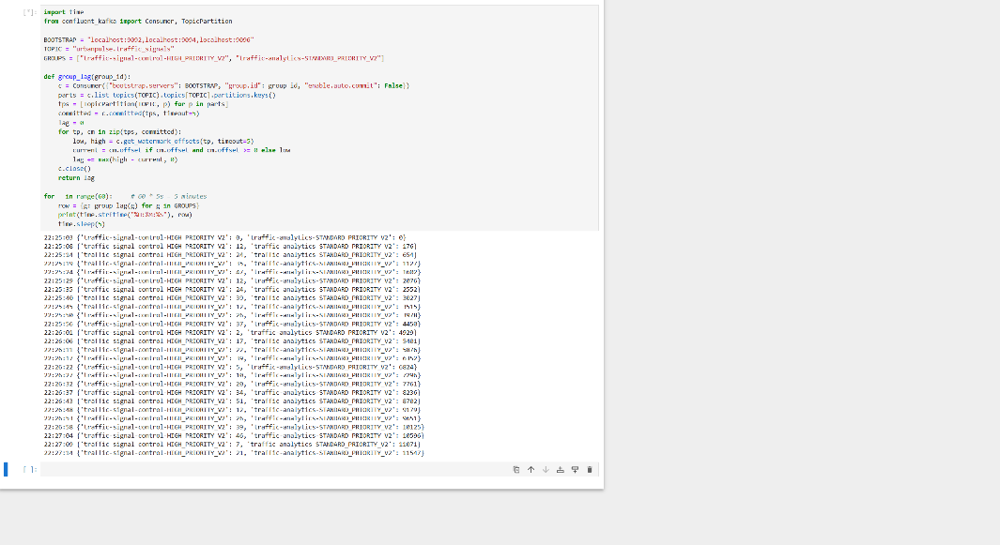 [*]:
import time
from confluent_kafka import Consumer, TopicPartition
BOOTSTRAP = "localhost:9092,localhost:9094,localhost:9096"
TOPIC = "urbanpulse.traffic_signals"
GROUPS = ["traffic-signal-control-HIGH_PRIORITY_V2", "traffic-analytics-STANDARD_PRIORITY_V2"]
def group_lag(group_id):
c = Consumer({"bootstrap.servers": BOOTSTRAP, "group.id": group_id, "enable.auto.commit": False})
parts = c.list_topics(TOPIC).topics[TOPIC].partitions.keys()
tps = [TopicPartition(TOPIC, p) for p in parts]
committed = c.committed(tps, timeout=5)
lag = 0
for tp, cm in zip(tps, committed):
low, high = c.get_watermark_offsets(tp, timeout=5)
current = cm.offset if cm.offset and cm.offset >= 0 else low
lag += max(high - current, 0)
c.close()
return lag
for _ in range(60): # 60 * 5s = 5 minutes
row = {g: group_lag(g) for g in GROUPS}
print(time.strftime("%H:%M:%S"), row)
time.sleep(5)
22:25:03 {'traffic-signal-control-HIGH_PRIORITY_V2': 0, 'traffic-analytics-STANDARD_PRIORITY_V2': 0}
22:25:08 {'traffic-signal-control-HIGH_PRIORITY_V2': 12, 'traffic-analytics-STANDARD_PRIORITY_V2': 176}
22:25:14 {'traffic-signal-control-HIGH_PRIORITY_V2': 24, 'traffic-analytics-STANDARD_PRIORITY_V2': 654}
22:25:19 {'traffic-signal-control-HIGH_PRIORITY_V2': 35, 'traffic-analytics-STANDARD_PRIORITY_V2': 1127}
22:25:24 {'traffic-signal-control-HIGH_PRIORITY_V2': 47, 'traffic-analytics-STANDARD_PRIORITY_V2': 1602}
22:25:29 {'traffic-signal-control-HIGH_PRIORITY_V2': 12, 'traffic-analytics-STANDARD_PRIORITY_V2': 2076}
22:25:35 {'traffic-signal-control-HIGH_PRIORITY_V2': 24, 'traffic-analytics-STANDARD_PRIORITY_V2': 2552}
22:25:40 {'traffic-signal-control-HIGH_PRIORITY_V2': 39, 'traffic-analytics-STANDARD_PRIORITY_V2': 3027}
22:25:45 {'traffic-signal-control-HIGH_PRIORITY_V2': 12, 'traffic-analytics-STANDARD_PRIORITY_V2': 3515}
22:25:50 {'traffic-signal-control-HIGH_PRIORITY_V2': 26, 'traffic-analytics-STANDARD_PRIORITY_V2': 3978}
22:25:56 {'traffic-signal-control-HIGH_PRIORITY_V2': 37, 'traffic-analytics-STANDARD_PRIORITY_V2': 4450}
22:26:01 {'traffic-signal-control-HIGH_PRIORITY_V2': 2, 'traffic-analytics-STANDARD_PRIORITY_V2': 4929}
22:26:06 {'traffic-signal-control-HIGH_PRIORITY_V2': 17, 'traffic-analytics-STANDARD_PRIORITY_V2': 5401}
22:26:11 {'traffic-signal-control-HIGH_PRIORITY_V2': 22, 'traffic-analytics-STANDARD_PRIORITY_V2': 5876}
22:26:17 {'traffic-signal-control-HIGH_PRIORITY_V2': 39, 'traffic-analytics-STANDARD_PRIORITY_V2': 6352}
22:26:22 {'traffic-signal-control-HIGH_PRIORITY_V2': 5, 'traffic-analytics-STANDARD_PRIORITY_V2': 6824}
22:26:27 {'traffic-signal-control-HIGH_PRIORITY_V2': 10, 'traffic-analytics-STANDARD_PRIORITY_V2': 7296}
22:26:32 {'traffic-signal-control-HIGH_PRIORITY_V2': 20, 'traffic-analytics-STANDARD_PRIORITY_V2': 7761}
22:26:37 {'traffic-signal-control-HIGH_PRIORITY_V2': 34, 'traffic-analytics-STANDARD_PRIORITY_V2': 8236}
22:26:43 {'traffic-signal-control-HIGH_PRIORITY_V2': 51, 'traffic-analytics-STANDARD_PRIORITY_V2': 8702}
22:26:48 {'traffic-signal-control-HIGH_PRIORITY_V2': 12, 'traffic-analytics-STANDARD_PRIORITY_V2': 9179}
22:26:53 {'traffic-signal-control-HIGH_PRIORITY_V2': 26, 'traffic-analytics-STANDARD_PRIORITY_V2': 9651}
22:26:58 {'traffic-signal-control-HIGH_PRIORITY_V2': 39, 'traffic-analytics-STANDARD_PRIORITY_V2': 10125}
22:27:04 {'traffic-signal-control-HIGH_PRIORITY_V2': 46, 'traffic-analytics-STANDARD_PRIORITY_V2': 10596}
22:27:09 {'traffic-signal-control-HIGH_PRIORITY_V2': 7, 'traffic-analytics-STANDARD_PRIORITY_V2': 11071}
22:27:14 {'traffic-signal-control-HIGH_PRIORITY_V2': 21, 'traffic-analytics-STANDARD_PRIORITY_V2': 11547}
[ ]: